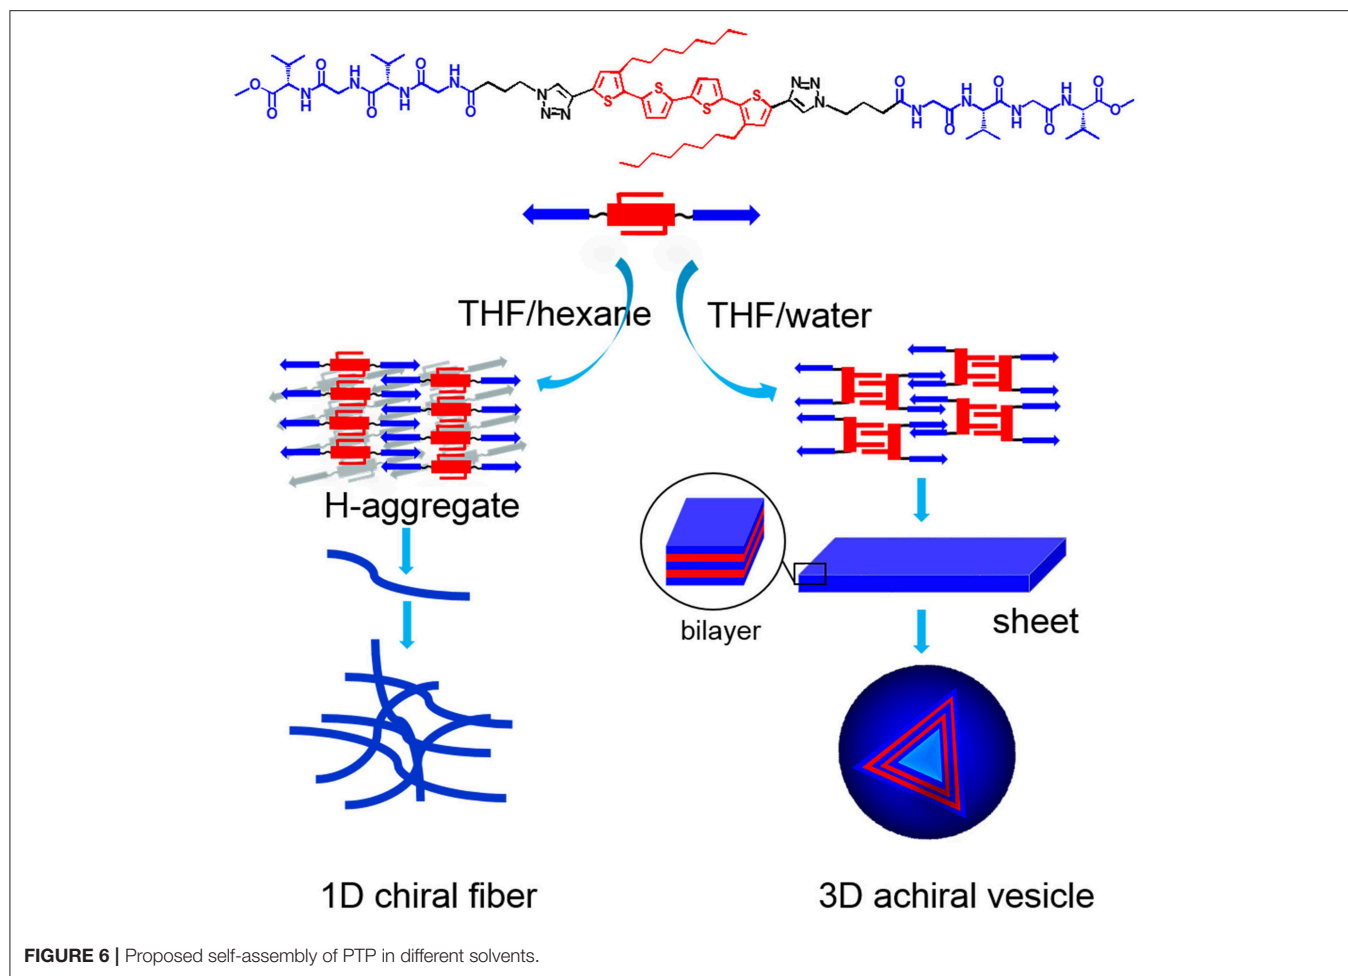 THF/hexane
THF/water
H-aggregate
bilayer
sheet
1D chiral fiber
3D achiral vesicle
FIGURE 6 | Proposed self-assembly of PTP in different solvents.